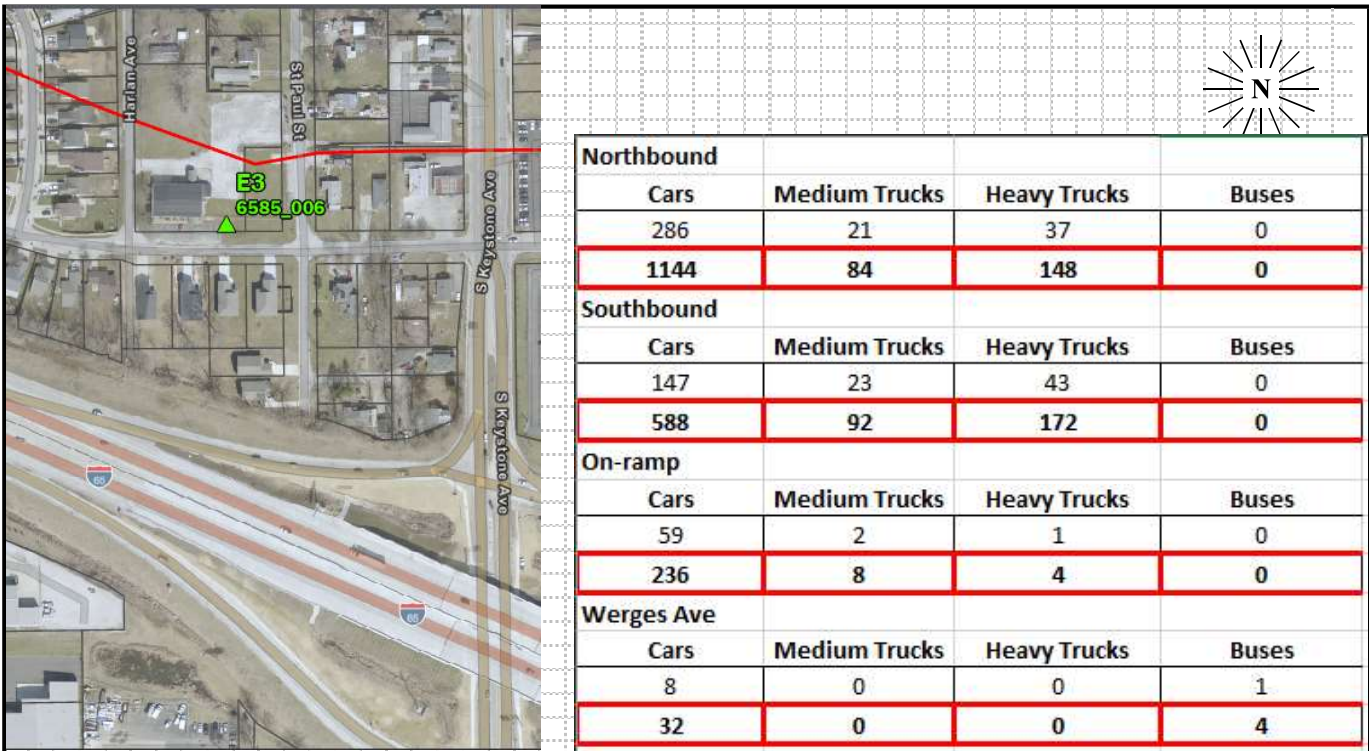 Harlan Ave
St Paul St
E3
6585_006
S Keystone Ave
S Keystone Ave
65
65
N
Northbound
Cars Medium Trucks Heavy Trucks Buses
286 21 37 0
1144 84 148 0
Southbound
Cars Medium Trucks Heavy Trucks Buses
147 23 43 0
588 92 172 0
On-ramp
Cars Medium Trucks Heavy Trucks Buses
59 2 1 0
236 8 4 0
Werges Ave
Cars Medium Trucks Heavy Trucks Buses
8 0 0 1
32 0 0 4